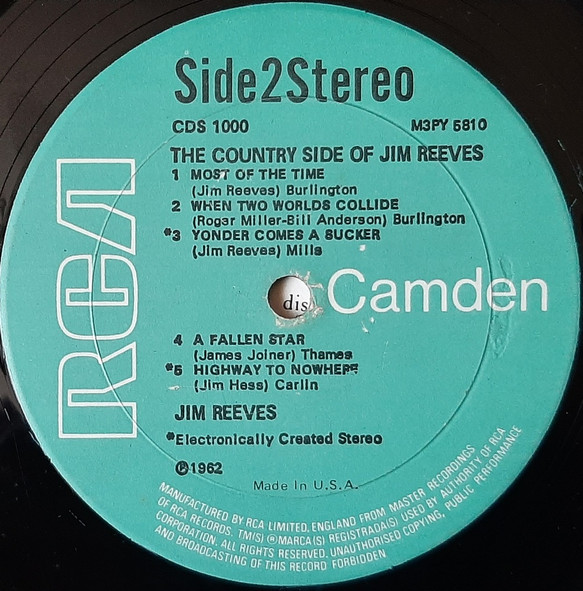 Side2Stereo
CDS 1000 M3PY 5810
THE COUNTRY SIDE OF JIM REEVES
1 MOST OF THE TIME
(Jim Reeves) Burlington
2 WHEN TWO WORLDS COLLIDE
(Rogar Miller-Bill Anderson) Burlington
*3 YONDER COMES A SUCKER
(Jim Reeves) Mills
RCA
dis
Camden
4 A FALLEN STAR
(James Joiner) Thames
*5 HIGHWAY TO NOWHERE
(Jim Hess) Carlin
JIM REEVES
*Electronically Created Stereo
℗1962
Made In U.S.A.
MANUFACTURED BY RCA LIMITED, ENGLAND FROM MASTER RECORDINGS
OF RCA RECORDS. TM(S) ® MARCA(S) REGISTRADA(S) USED BY AUTHORITY OF RCA
CORPORATION. ALL RIGHTS RESERVED. UNAUTHORISED COPYING, PUBLIC PERFORMANCE
AND BROADCASTING OF THIS RECORD FORBIDDEN